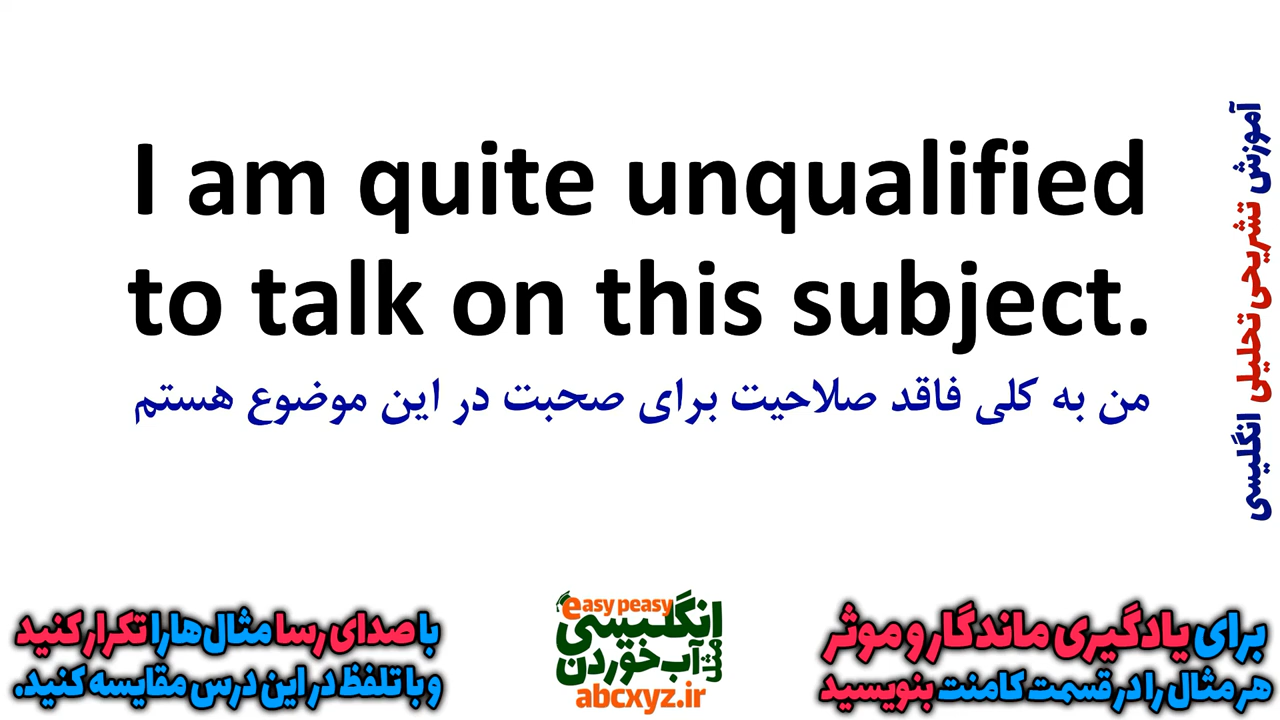 I am quite unqualified
to talk on this subject.
من به کلی فاقد صلاحیت برای صحبت در این موضوع هستم
آموزش تشریحی تحلیلی انگلیسی
برای یادگیری ماندگار و موثر
هر مثال را در قسمت کامنت بنویسید
easy peasy
انگلیسی
مثل آب خوردن
abcxyz.ir
با صدای رسا مثال‌ها را تکرار کنید
و با تلفظ در این درس مقایسه کنید.